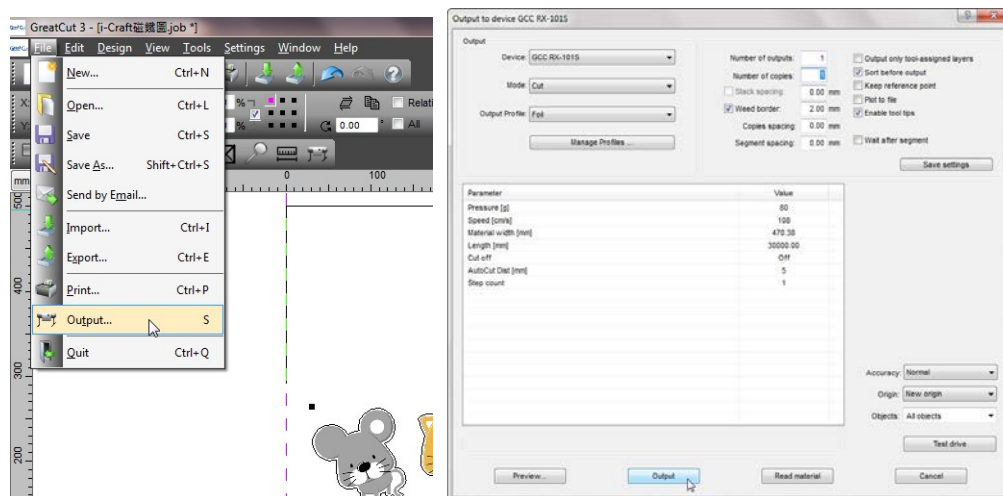 GreatCut 3 - [i-Craft磁鐵圖.job *]
File Edit Design View Tools Settings Window Help
New... Ctrl+N
Open... Ctrl+L
Save Ctrl+S
Save As... Shift+Ctrl+S
Send by Email...
Import... Ctrl+I
Export... Ctrl+E
Print... Ctrl+P
Output... S
Quit Ctrl+Q
X:
%
%
0.00 °
Relati
All
mm
0 100
500
400
300
200
Output to device GCC RX-101S
Output
Device: GCC RX-101S
Mode: Cut
Output Profile: Foil
Manage Profiles ...
Number of outputs: 1
Number of copies: 1
Stack spacing: 0.00 mm
Weed border: 2.00 mm
Copies spacing: 0.00 mm
Segment spacing: 0.00 mm
Output only tool-assigned layers
Sort before output
Keep reference point
Plot to file
Enable tool tips
Wait after segment
Save settings
Parameter Value
Pressure [g] 80
Speed [cm/s] 108
Material width [mm] 470.38
Length [mm] 30000.00
Cut off Off
AutoCut Dist [mm] 5
Step count 1
Accuracy: Normal
Origin: New origin
Objects: All objects
Test drive
Preview... Output Read material Cancel